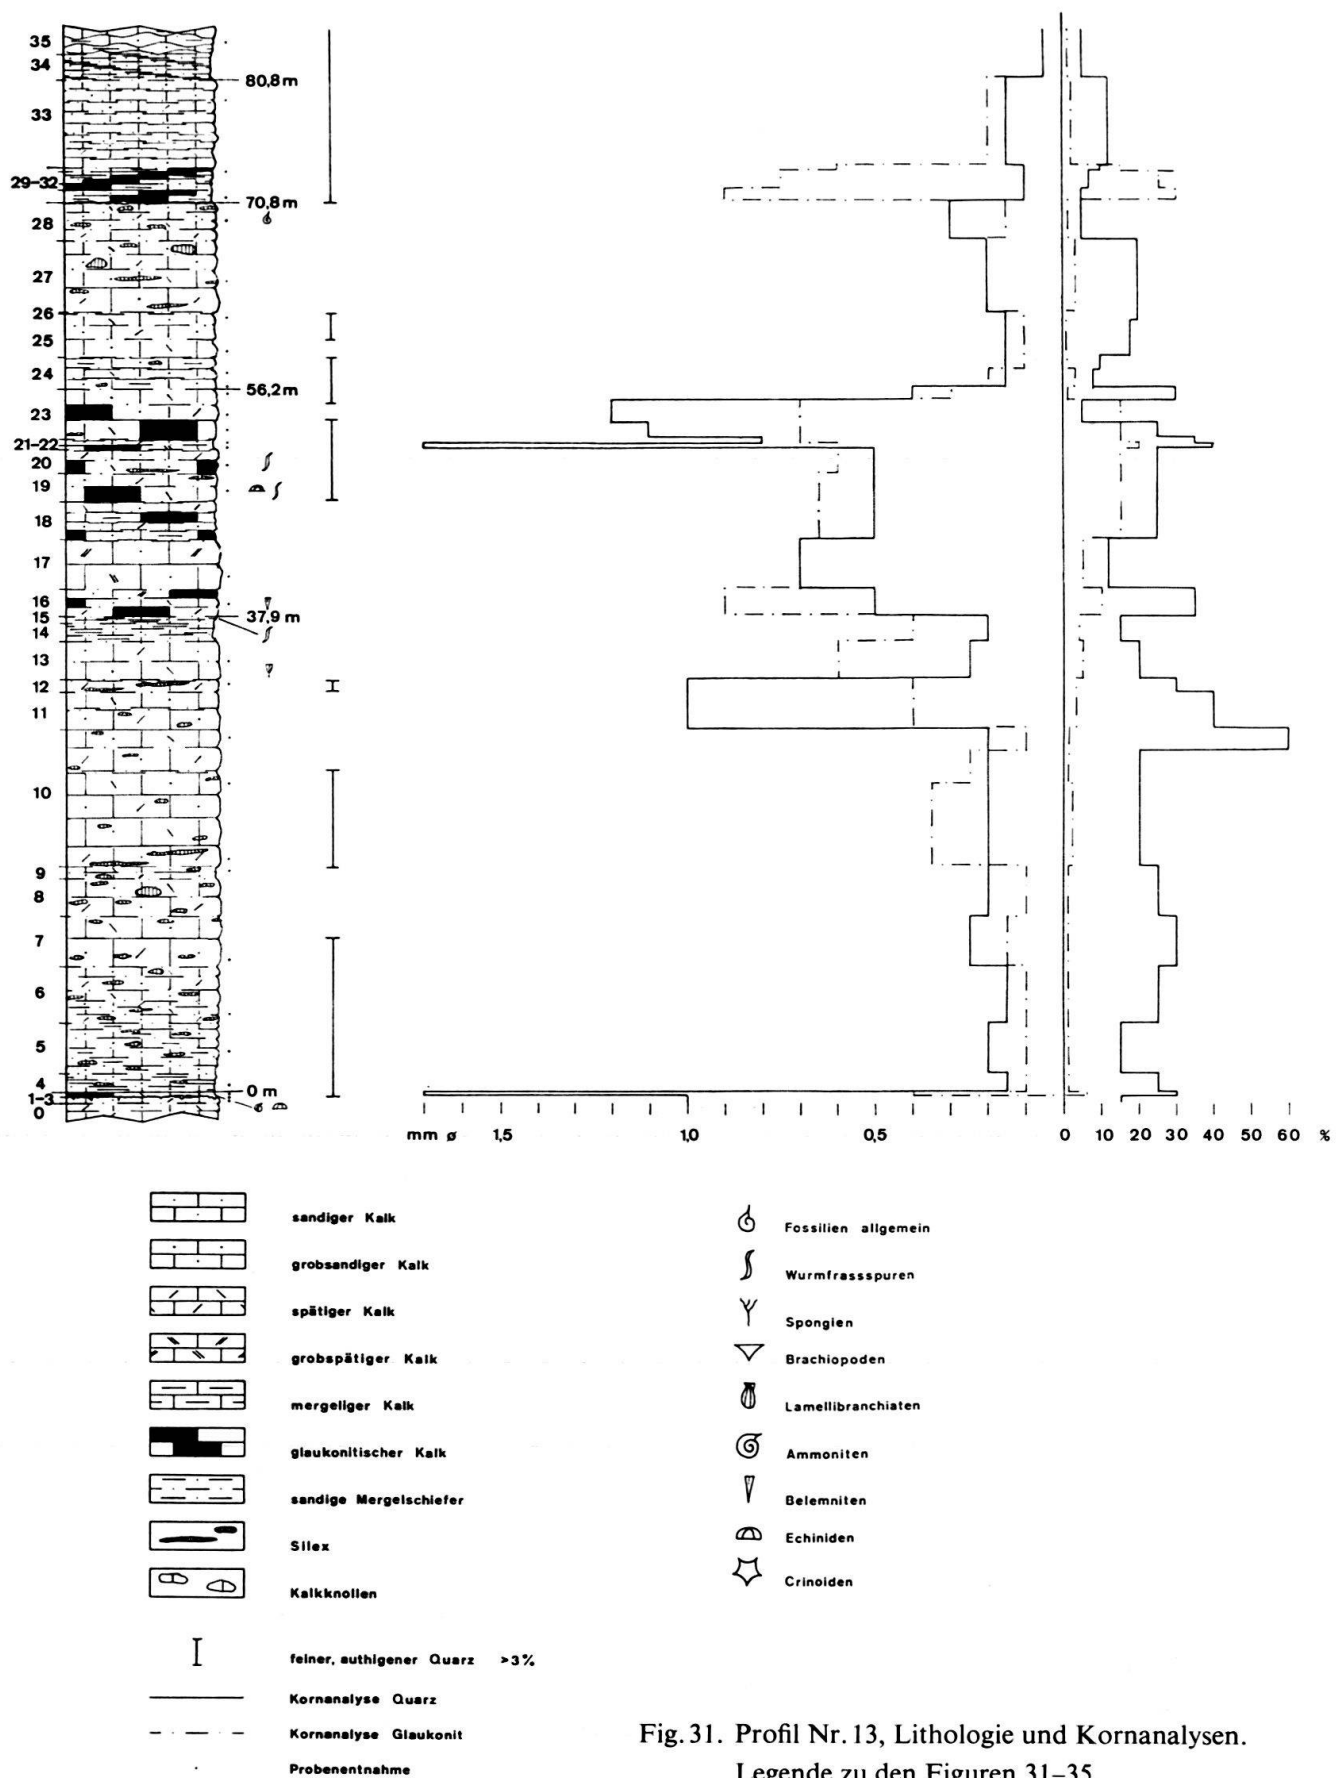 35
34
80,8 m
33
29-32
70,8 m
28
27
26
25
24
56,2 m
23
21-22
20
19
18
17
16
15
37,9 m
14
13
12
11
10
9
8
7
6
5
4
0 m
1-3
0
mm ø 1,5 1,0 0,5 0 10 20 30 40 50 60 %
sandiger Kalk
grobsandiger Kalk
spätiger Kalk
grobspätiger Kalk
mergeliger Kalk
glaukonitischer Kalk
sandige Mergelschiefer
Silex
Kalkknollen
feiner, authigener Quarz >3%
Kornanalyse Quarz
Kornanalyse Glaukonit
Probenentnahme
Fossilien allgemein
Wurmfrassspuren
Spongien
Brachiopoden
Lamellibranchiaten
Ammoniten
Belemniten
Echiniden
Crinoiden
Fig. 31. Profil Nr. 13, Lithologie und Kornanalysen.
Legende zu den Figuren 31–35